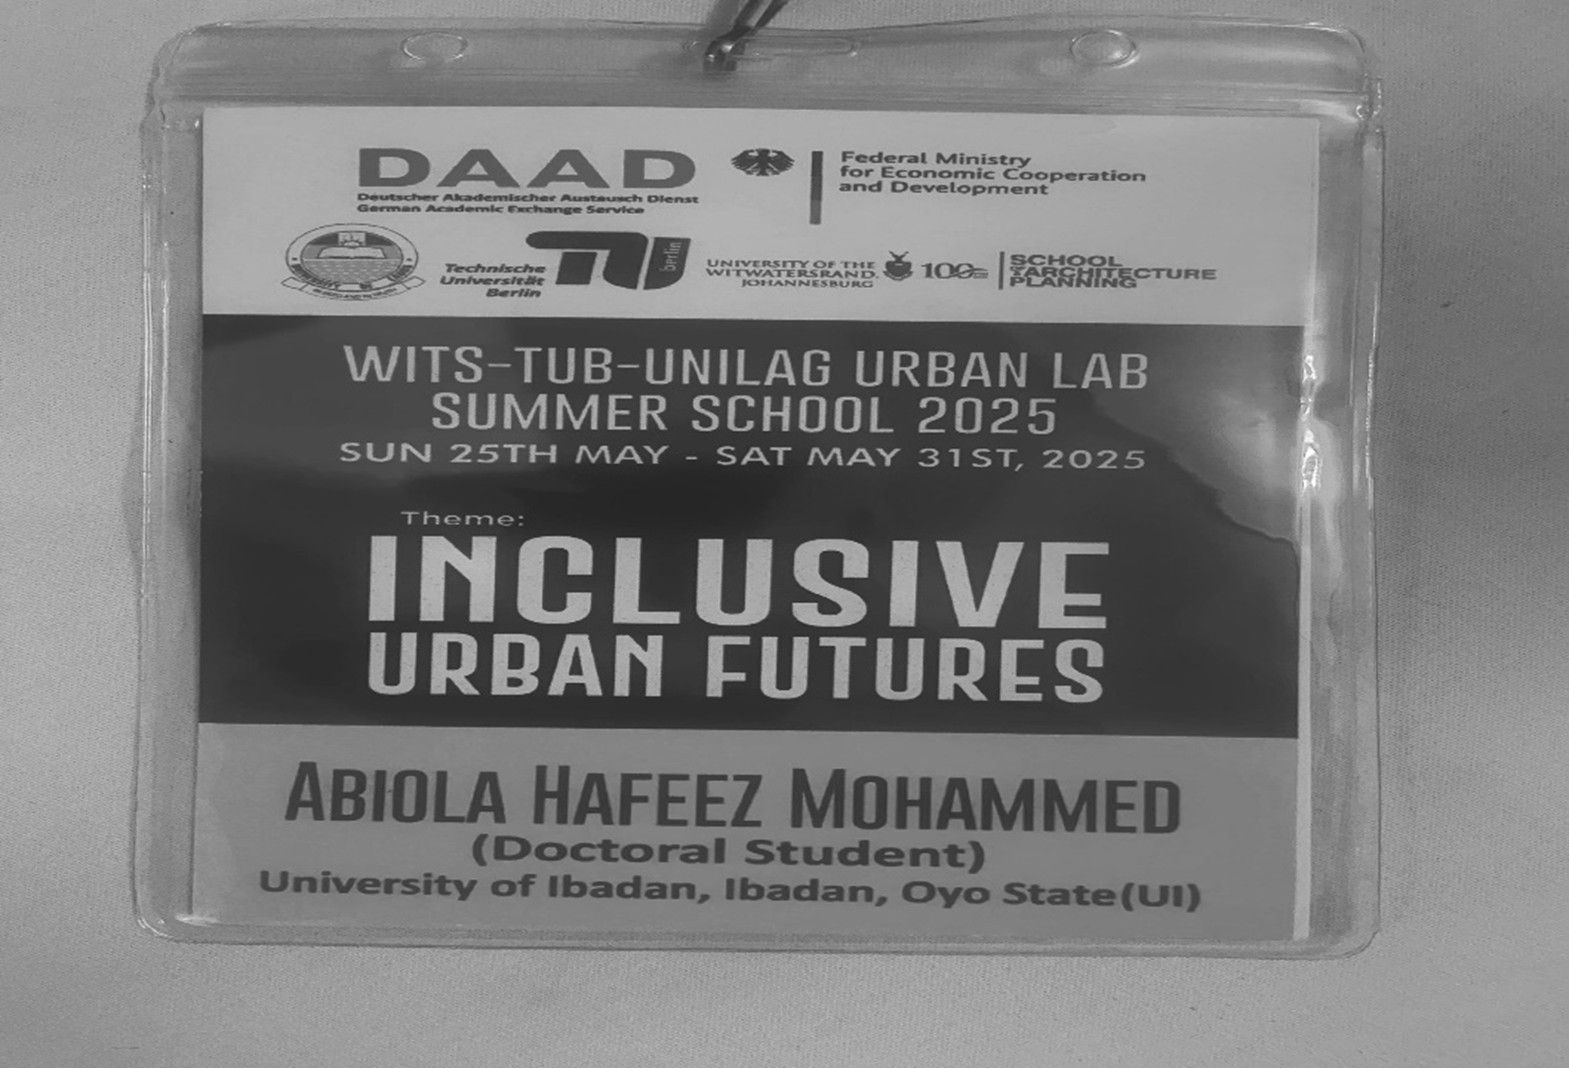 DAAD
Deutscher Akademischer Austausch Dienst
German Academic Exchange Service
Federal Ministry
for Economic Cooperation
and Development
Technische
Universität
Berlin
berlin
UNIVERSITY OF THE
WITWATERSRAND,
JOHANNESBURG
100
SCHOOL
ARCHITECTURE
PLANNING
WITS-TUB-UNILAG URBAN LAB
SUMMER SCHOOL 2025
SUN 25TH MAY - SAT MAY 31ST, 2025
Theme:
INCLUSIVE
URBAN FUTURES
ABIOLA HAFEEZ MOHAMMED
(Doctoral Student)
University of Ibadan, Ibadan, Oyo State(UI)